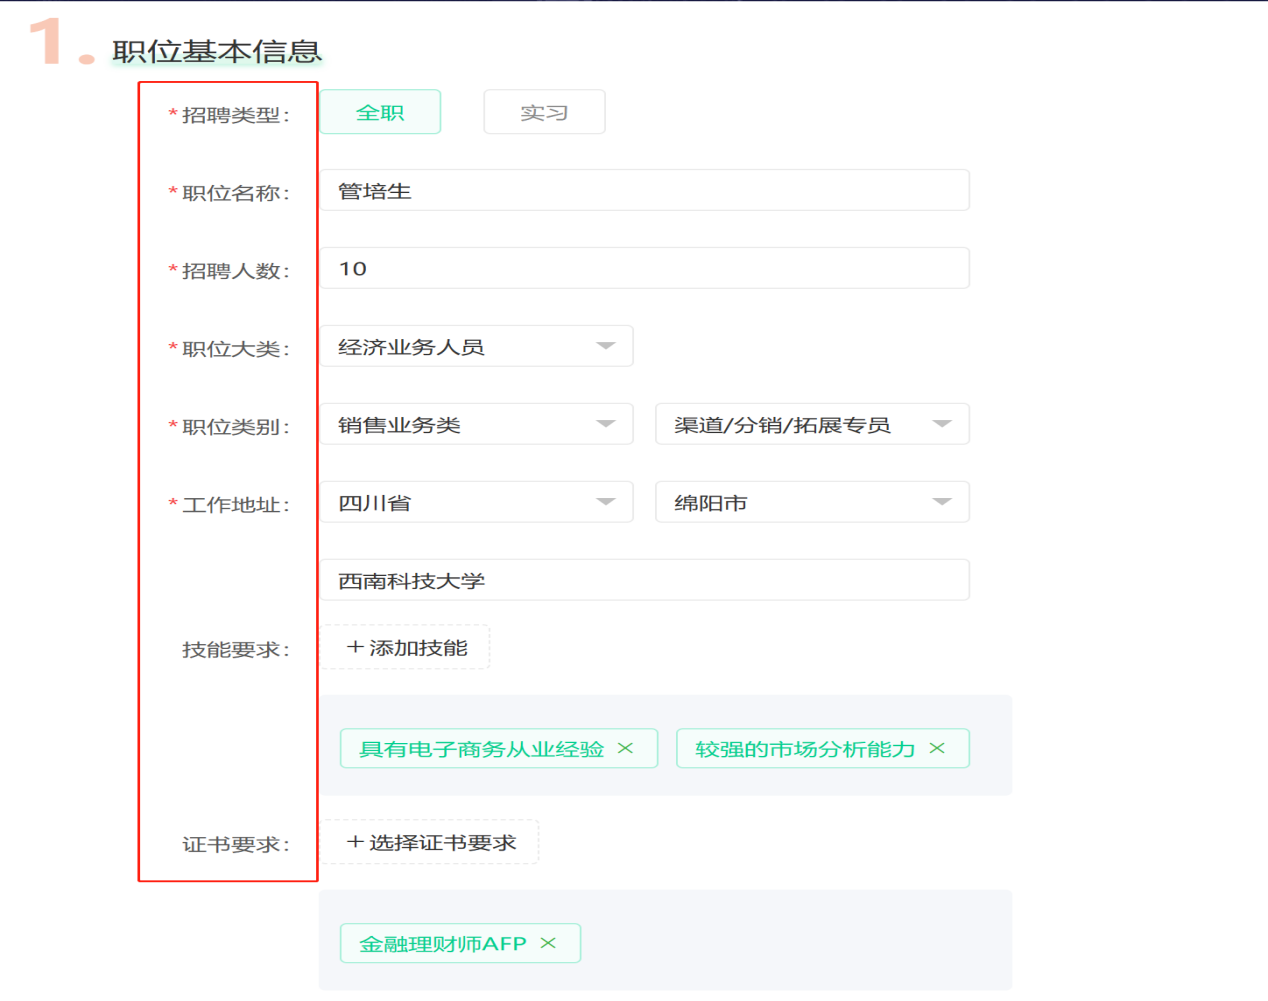 1. 职位基本信息
*招聘类型: 全职 实习
*职位名称: 管培生
*招聘人数: 10
*职位大类: 经济业务人员
*职位类别: 销售业务类 渠道/分销/拓展专员
*工作地址: 四川省 绵阳市
西南科技大学
技能要求: +添加技能
具有电子商务从业经验 × 较强的市场分析能力 ×
证书要求: +选择证书要求
金融理财师AFP ×